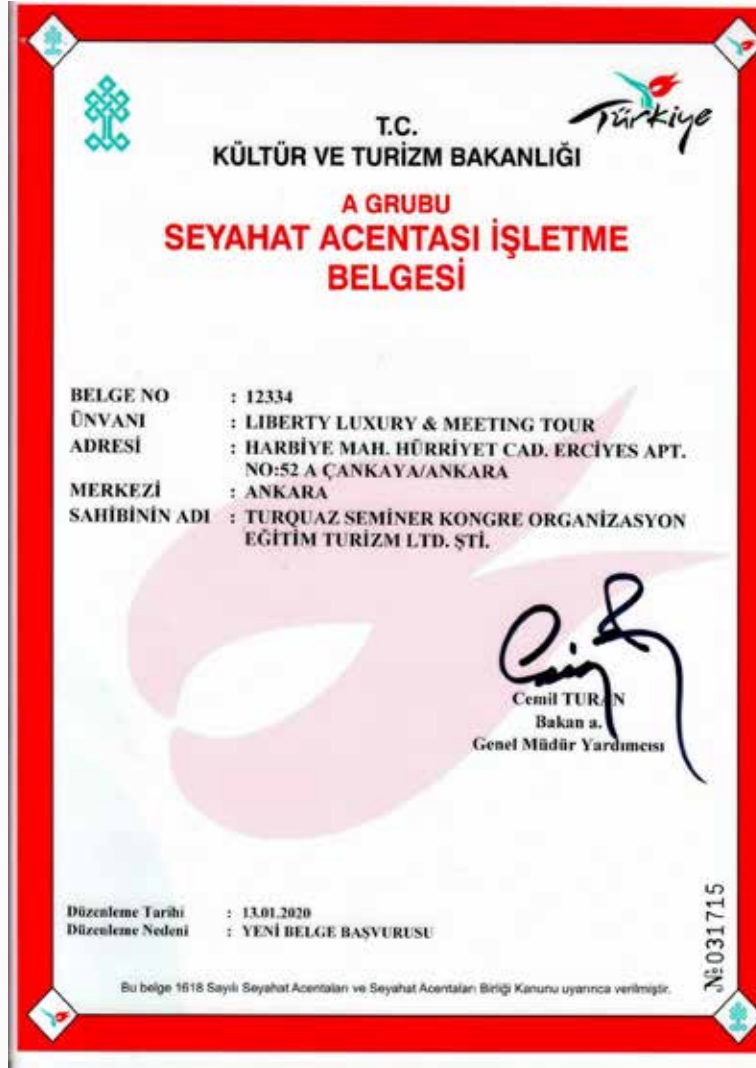 Türkiye
T.C.
KÜLTÜR VE TURİZM BAKANLIĞI
A GRUBU
SEYAHAT ACENTASI İŞLETME
BELGESİ
BELGE NO : 12334
ÜNVANI : LIBERTY LUXURY & MEETING TOUR
ADRESİ : HARBİYE MAH. HÜRRİYET CAD. ERCİYES APT.
NO:52 A ÇANKAYA/ANKARA
MERKEZİ : ANKARA
SAHİBİNİN ADI : TURQUAZ SEMİNER KONGRE ORGANİZASYON
EĞİTİM TURİZM LTD. ŞTİ.
Cemil TURAN
Bakan a.
Genel Müdür Yardımcısı
Düzenleme Tarihi : 13.01.2020
Düzenleme Nedeni : YENİ BELGE BAŞVURUSU
№031715
Bu belge 1618 Sayılı Seyahat Acentaları ve Seyahat Acentaları Birliği Kanunu uyarınca verilmiştir.